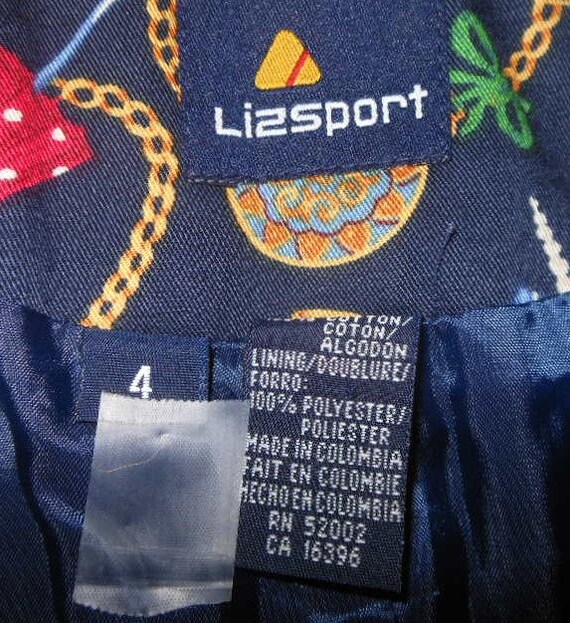 Lizsport
4
COTTON/
COTON/
ALGODON
LINING/DOUBLURE/
FORRO:
100% POLYESTER/
POLIESTER
MADE IN COLOMBIA
FAIT EN COLOMBIE
HECHO EN COLOMBIA
RN 52002
CA 16396